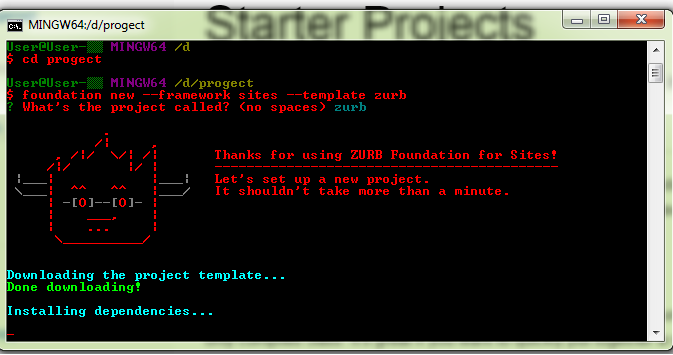 Starter Projects
MINGW64:/d/progect
User@User- MINGW64 /d
$ cd progect
User@User- MINGW64 /d/progect
$ foundation new --framework sites --template zurb
? What's the project called? (no spaces) zurb
Thanks for using ZURB Foundation for Sites!
-------------------------------------------
Let's set up a new project.
It shouldn't take more than a minute.
Downloading the project template...
Done downloading!
Installing dependencies...